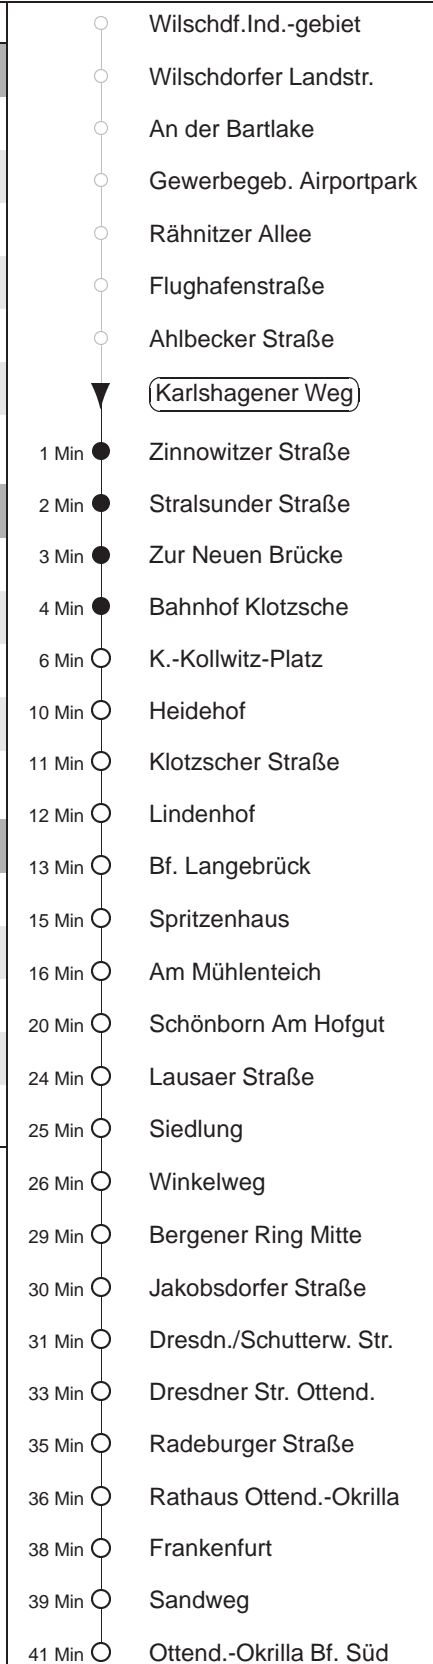 Wilschdf.Ind.-gebiet
Wilschdorfer Landstr.
An der Bartlake
Gewerbegeb. Airportpark
Rähnitzer Allee
Flughafenstraße
Ahlbecker Straße
Karlshagener Weg
1 Min Zinnowitzer Straße
2 Min Stralsunder Straße
3 Min Zur Neuen Brücke
4 Min Bahnhof Klotzsche
6 Min K.-Kollwitz-Platz
10 Min Heidehof
11 Min Klotzscher Straße
12 Min Lindenhof
13 Min Bf. Langebrück
15 Min Spritzenhaus
16 Min Am Mühlenteich
20 Min Schönborn Am Hofgut
24 Min Lausaer Straße
25 Min Siedlung
26 Min Winkelweg
29 Min Bergener Ring Mitte
30 Min Jakobsdorfer Straße
31 Min Dresdn./Schutterw. Str.
33 Min Dresdner Str. Ottend.
35 Min Radeburger Straße
36 Min Rathaus Ottend.-Okrilla
38 Min Frankenfurt
39 Min Sandweg
41 Min Ottend.-Okrilla Bf. Süd